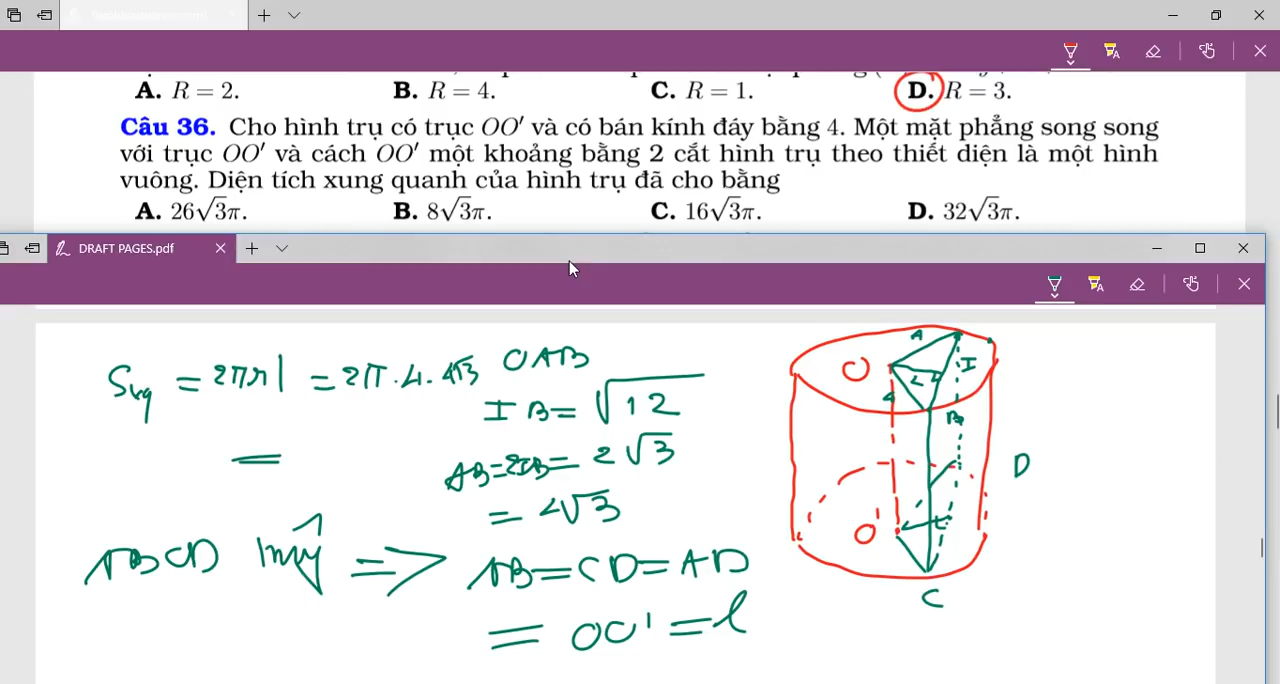 A. R = 2. B. R = 4. C. R = 1. D. R = 3.
Câu 36. Cho hình trụ có trục OO′ và có bán kính đáy bằng 4. Một mặt phẳng song song
với trục OO′ và cách OO′ một khoảng bằng 2 cắt hình trụ theo thiết diện là một hình
vuông. Diện tích xung quanh của hình trụ đã cho bằng
A. 26√3π. B. 8√3π. C. 16√3π. D. 32√3π.
DRAFT PAGES.pdf
Sxq = 2πrl = 2π.4.4√3
=
OAB
IB = √12
= 2√3
AB = 2IB
= 4√3
ABCD
=> AB = CD = AD
= OO' = l
A
O
I
4
B
D
O'
C